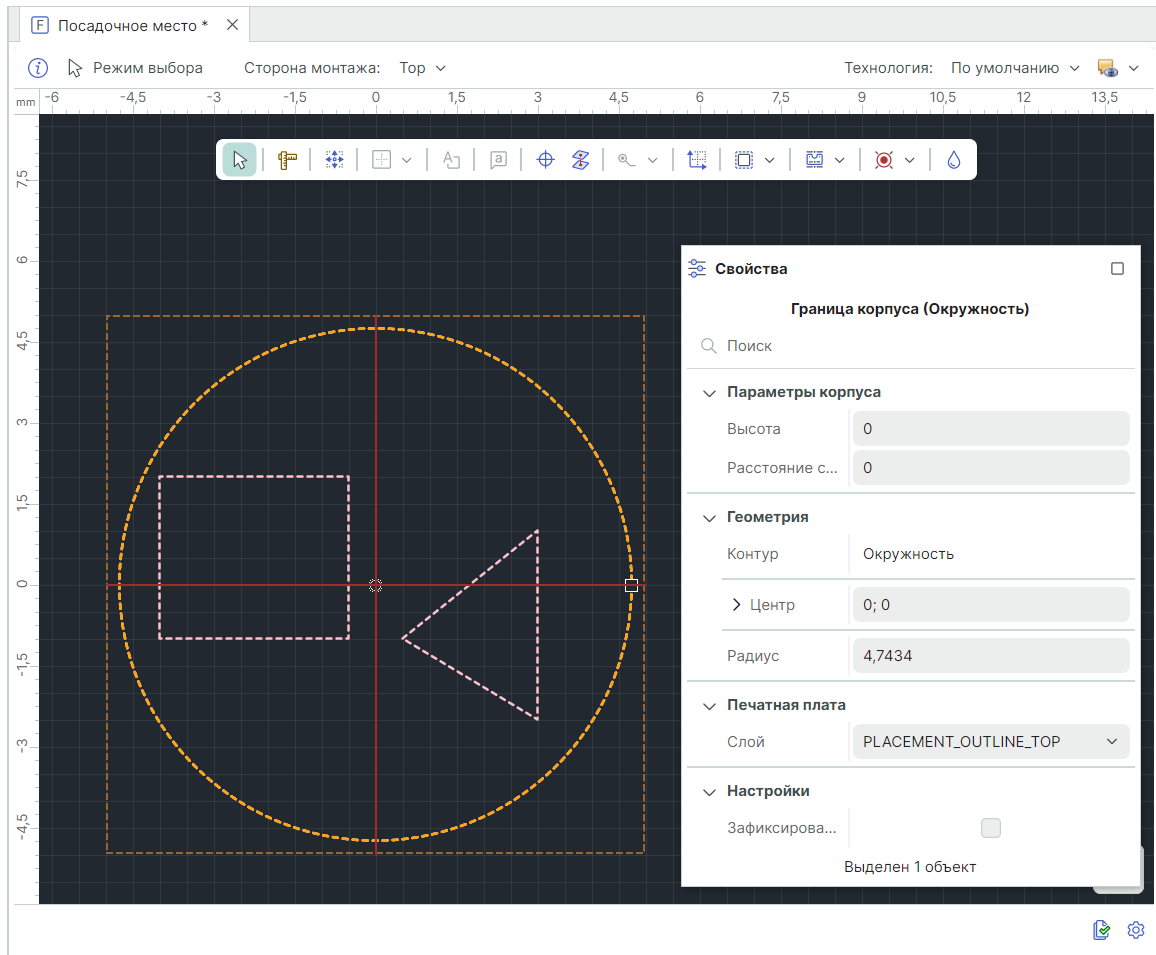 F Посадочное место *
Режим выбора Сторона монтажа: Top Технология: По умолчанию
mm -6 -4,5 -3 -1,5 0 1,5 3 4,5 6 7,5 9 10,5 12 13,5
7,5
6
4,5
3
1,5
0
-1,5
-3
-4,5
Свойства
Граница корпуса (Окружность)
Поиск
Параметры корпуса
Высота 0
Расстояние с... 0
Геометрия
Контур Окружность
Центр 0; 0
Радиус 4,7434
Печатная плата
Слой PLACEMENT_OUTLINE_TOP
Настройки
Зафиксирова...
Выделен 1 объект